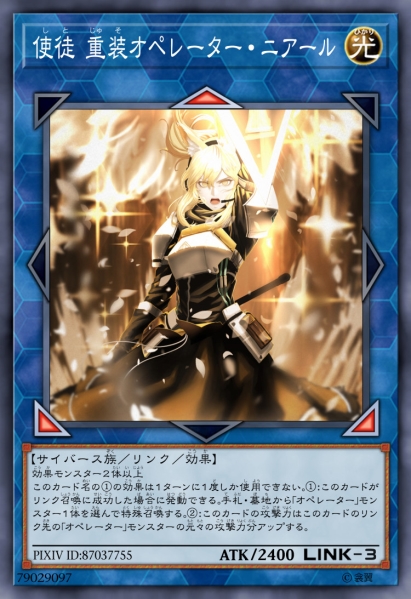 使徒 重装オペレーター・ニアール
光
【サイバース族／リンク／効果】
効果モンスター2体以上
このカード名の①の効果は1ターンに1度しか使用できない。①:このカードが
リンク召喚に成功した場合に発動できる。手札・墓地から「オペレーター」モン
スター1体を選んで特殊召喚する。②:このカードの攻撃力はこのカードのリ
ンク先の「オペレーター」モンスターの元々の攻撃力分アップする。
PIXIV ID:87037755 ATK/2400 LINK-3
79029097